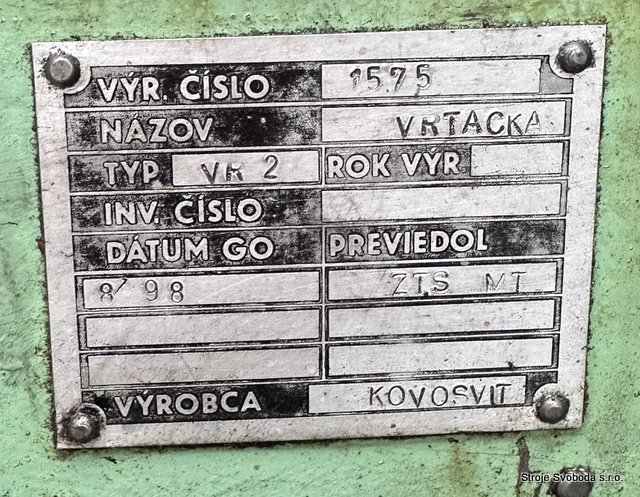 VÝR. ČÍSLO 1575
NÁZOV VRTACKA
TYP VR 2 ROK VÝR.
INV. ČÍSLO
DÁTUM GO PREVIEDOL
8/98 ZTS MT
VÝROBCA KOVOSVIT
Stroje Svoboda s.r.o.